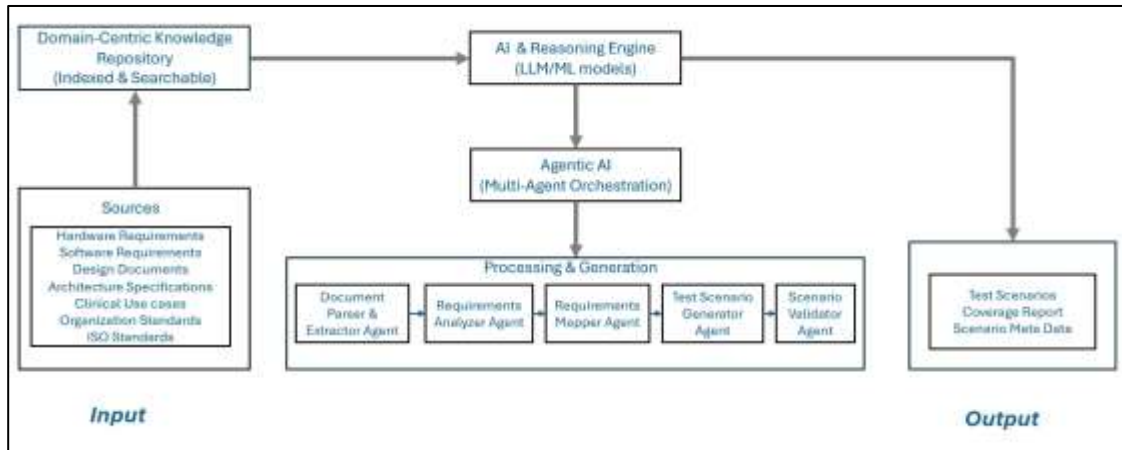 Domain-Centric Knowledge
Repository
(Indexed & Searchable)
AI & Reasoning Engine
(LLM/ML models)
Agentic AI
(Multi-Agent Orchestration)
Sources
Hardware Requirements
Software Requirements
Design Documents
Architecture Specifications
Clinical Use cases
Organization Standards
ISO Standards
Processing & Generation
Document
Parser &
Extractor Agent
Requirements
Analyzer Agent
Requirements
Mapper Agent
Test Scenario
Generator
Agent
Scenario
Validator
Agent
Test Scenarios
Coverage Report
Scenario Meta Data
Input
Output